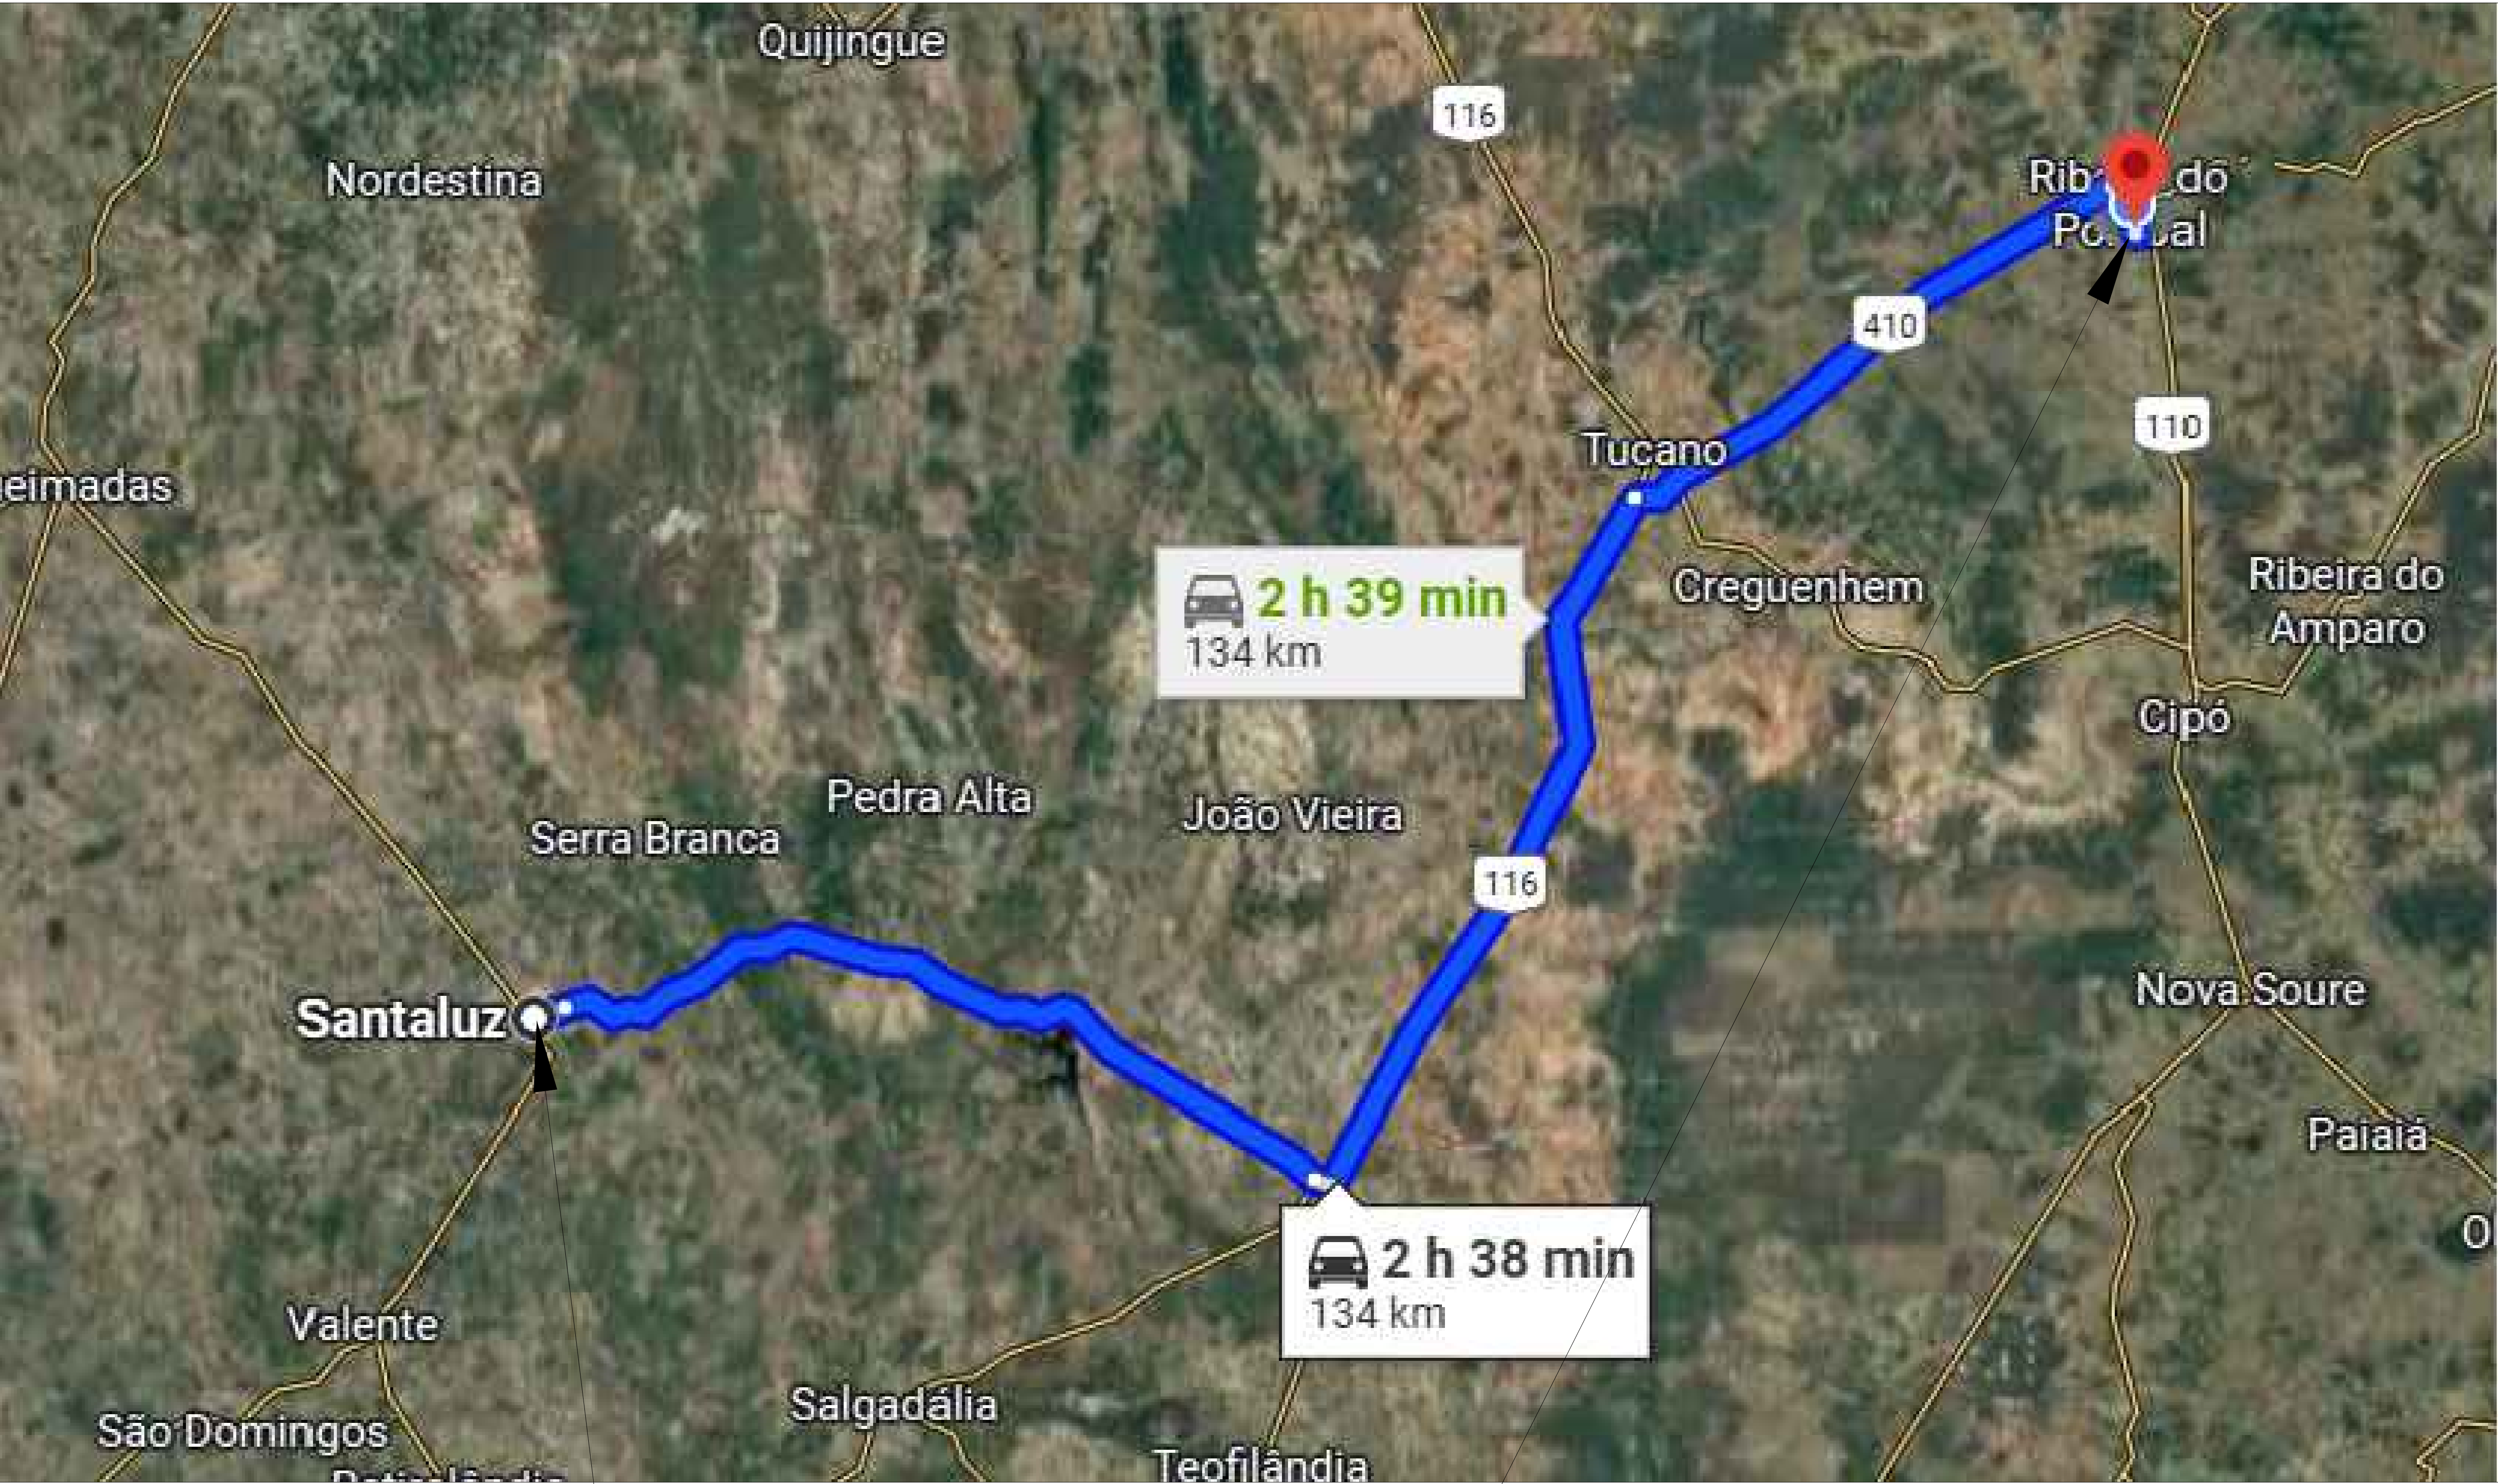 Quijingue
116
Nordestina
Tucano
410
110
eimadas
2 h 39 min
134 km
Creguenhem
Ribeira do
Amparo
Cipó
Pedra Alta
João Vieira
Serra Branca
116
Santaluz
Nova Soure
Paiaiá
2 h 38 min
134 km
Valente
Salgadália
São Domingos
Teofilândia